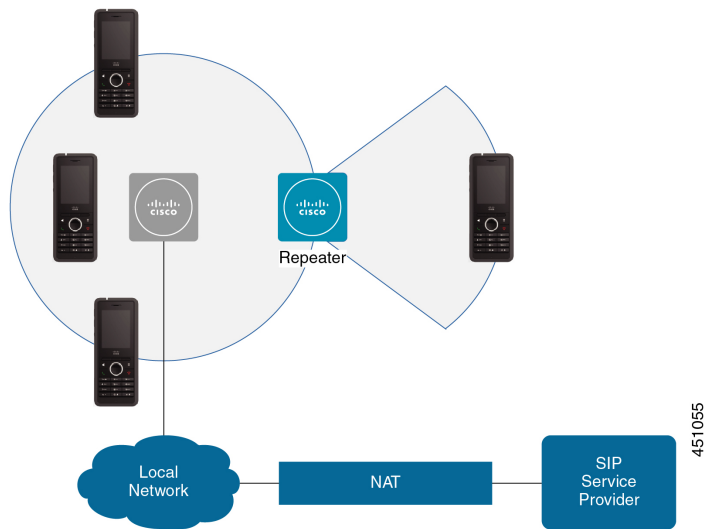 CISCO
CISCO
Repeater
Local
Network
NAT
SIP
Service
Provider
451055